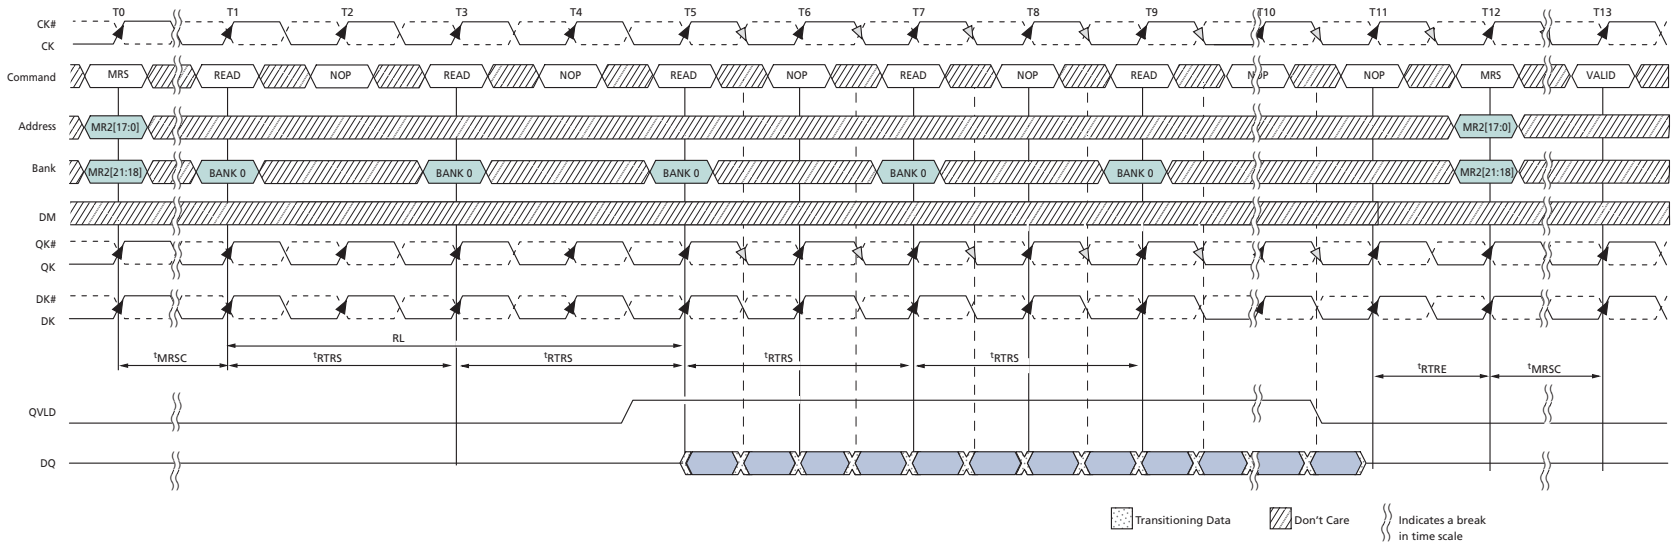 T0 T1 T2 T3 T4 T5 T6 T7 T8 T9 T10 T11 T12 T13
CK#
CK
Command MRS READ NOP READ NOP READ NOP READ NOP READ NOP NOP MRS VALID
Address MR2[17:0] MR2[17:0]
Bank MR2[21:18] BANK 0 BANK 0 BANK 0 BANK 0 BANK 0 MR2[21:18]
DM
QK#
QK
DK#
DK
RL
tMRSC tRTRS tRTRS tRTRS tRTRS tRTRE tMRSC
QVLD
DQ
Transitioning Data Don't Care Indicates a break
in time scale